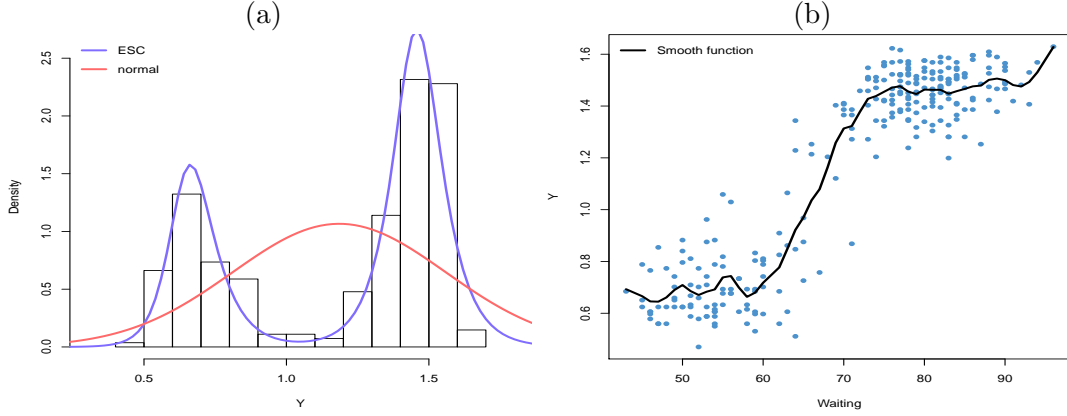 (a)
ESC
normal
Density
0.0 0.5 1.0 1.5 2.0 2.5
0.5 1.0 1.5
Y
(b)
Smooth function
Y
0.6 0.8 1.0 1.2 1.4 1.6
50 60 70 80 90
Waiting